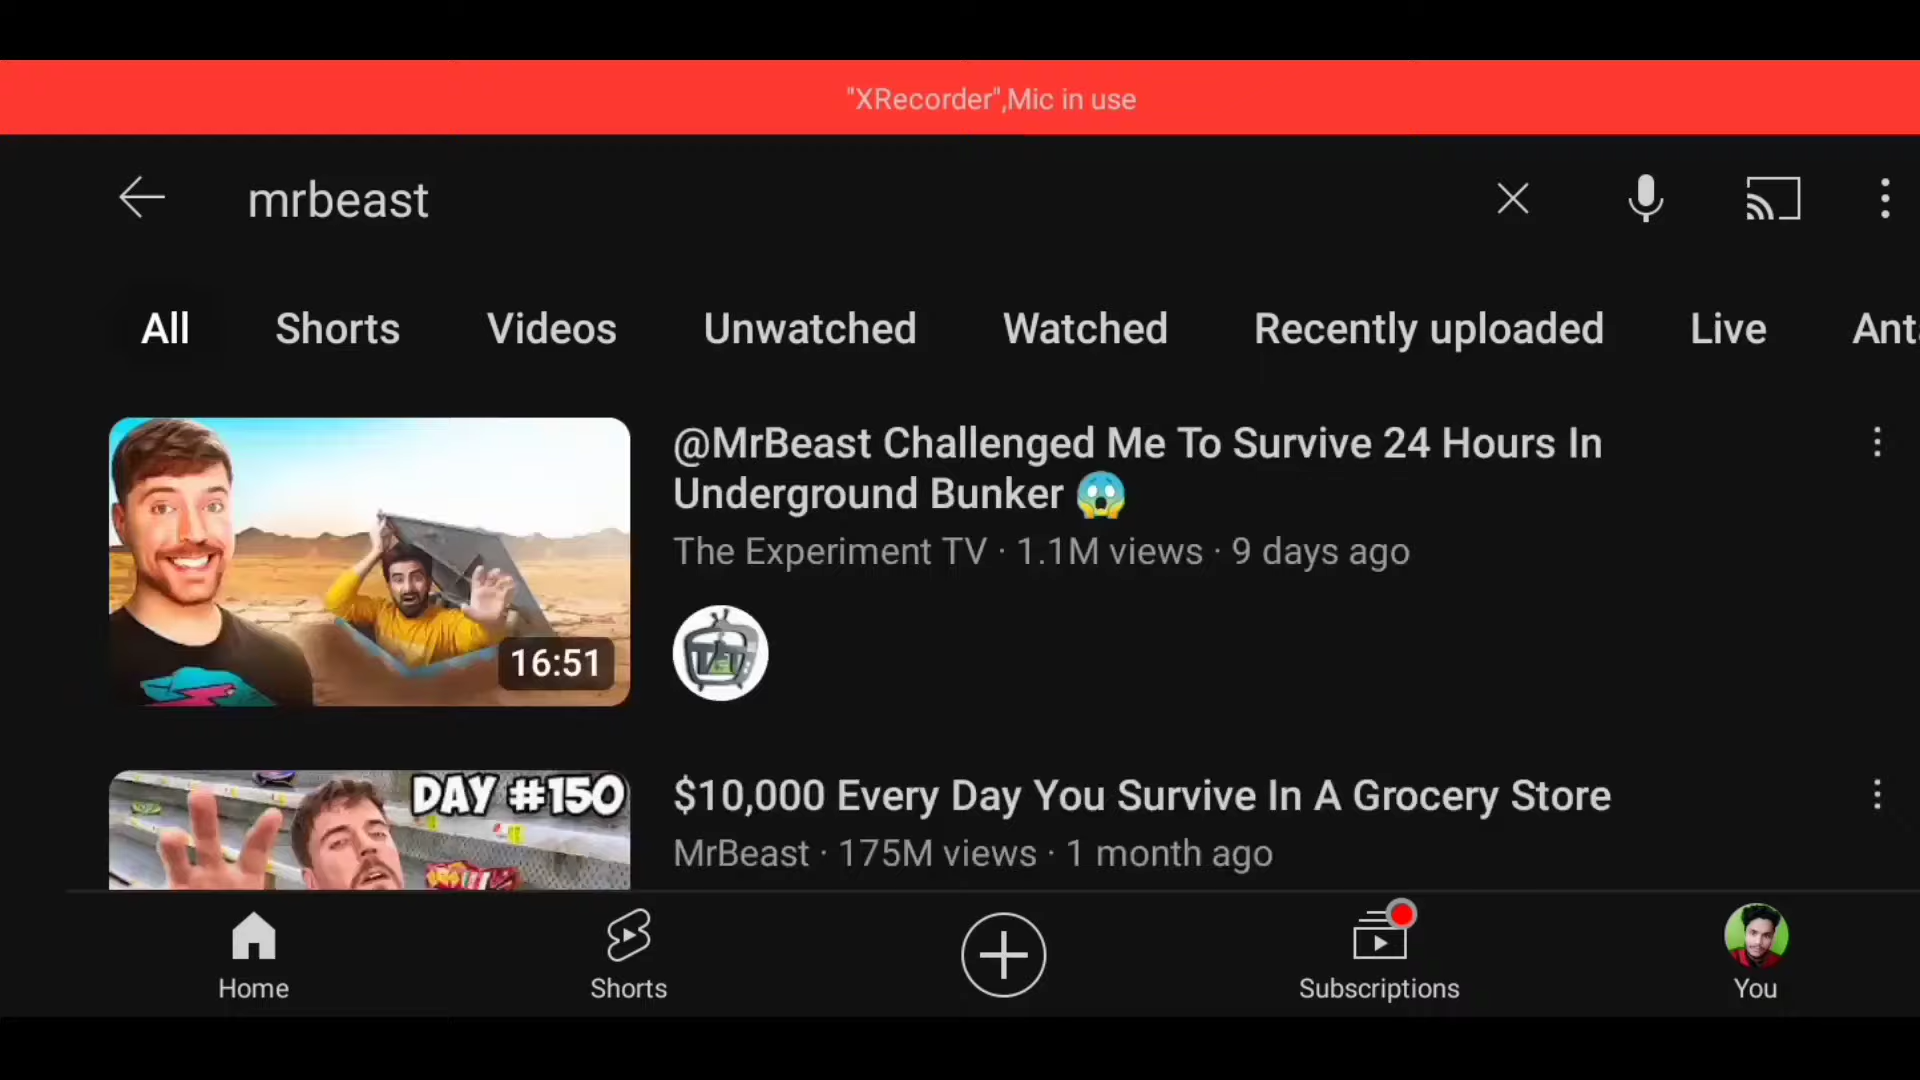 "XRecorder",Mic in use
mrbeast
All Shorts Videos Unwatched Watched Recently uploaded Live
@MrBeast Challenged Me To Survive 24 Hours In
Underground Bunker 😱
The Experiment TV · 1.1M views · 9 days ago
16:51
DAY #150
$10,000 Every Day You Survive In A Grocery Store
MrBeast · 175M views · 1 month ago
Home Shorts Subscriptions You